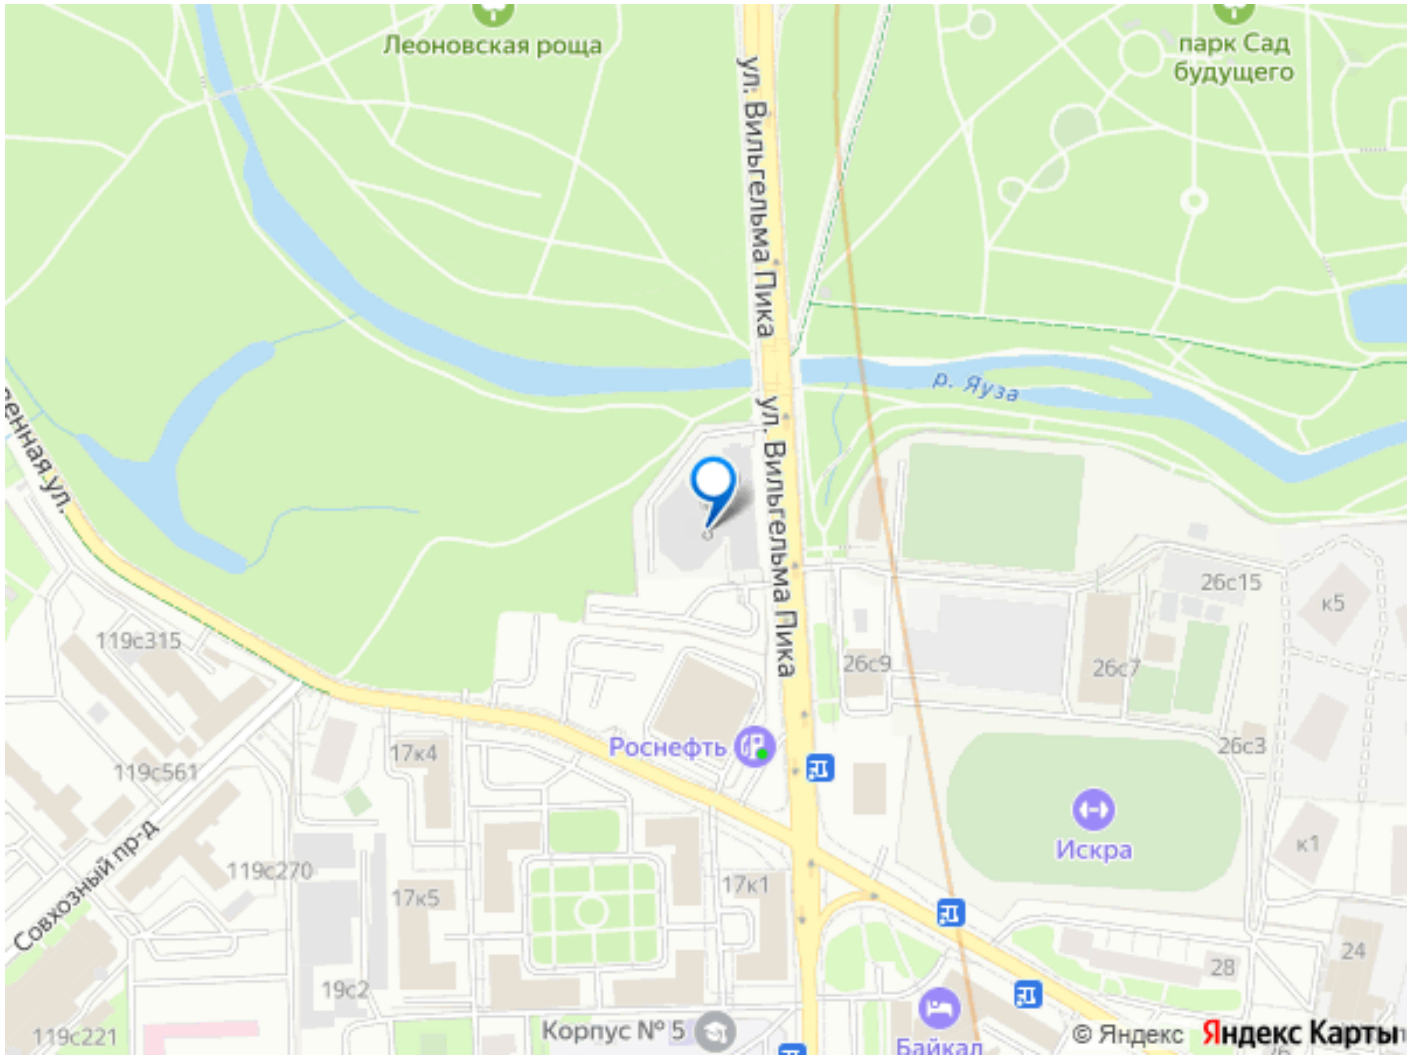 Леоновская роща
парк Сад
будущего
ул. Вильгельма Пика
р. Яуза
ул. Вильгельма Пика
венная ул.
26с15
к5
119с315
26с9
26с7
Роснефть
26с3
17к4
119с561
Искра
к1
Совхозный пр-д
119с270
17к5
17к1
24
28
19с2
Корпус № 5
119с221
Байкал
26
© Яндекс Яндекс Карты